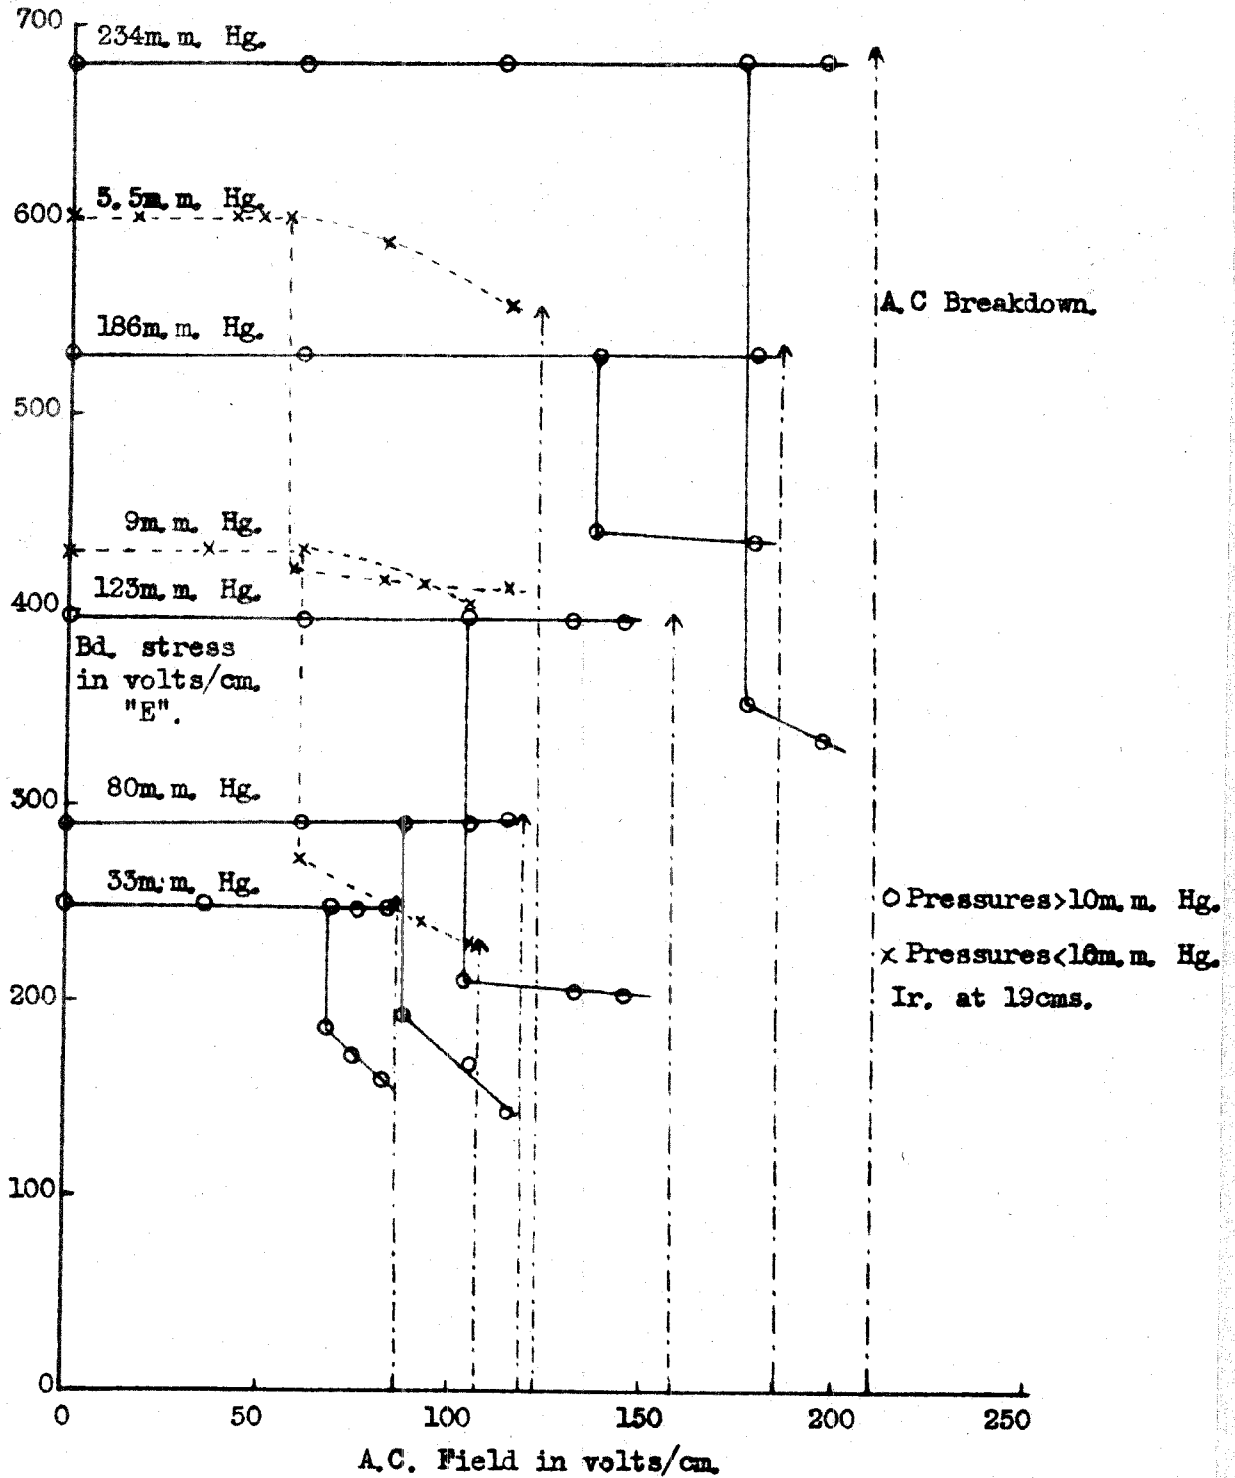 700
234m.m. Hg.
5.5m.m. Hg.
600
A.C Breakdown.
186m.m. Hg.
500
9m.m. Hg.
123m.m. Hg.
400
Bd. stress
in volts/cm.
"E".
80m.m. Hg.
300
33m.m. Hg.
O Pressures>10m.m. Hg.
x Pressures<10m.m. Hg.
Ir. at 19cms.
200
100
0
0 50 100 150 200 250
A.C. Field in volts/cm.